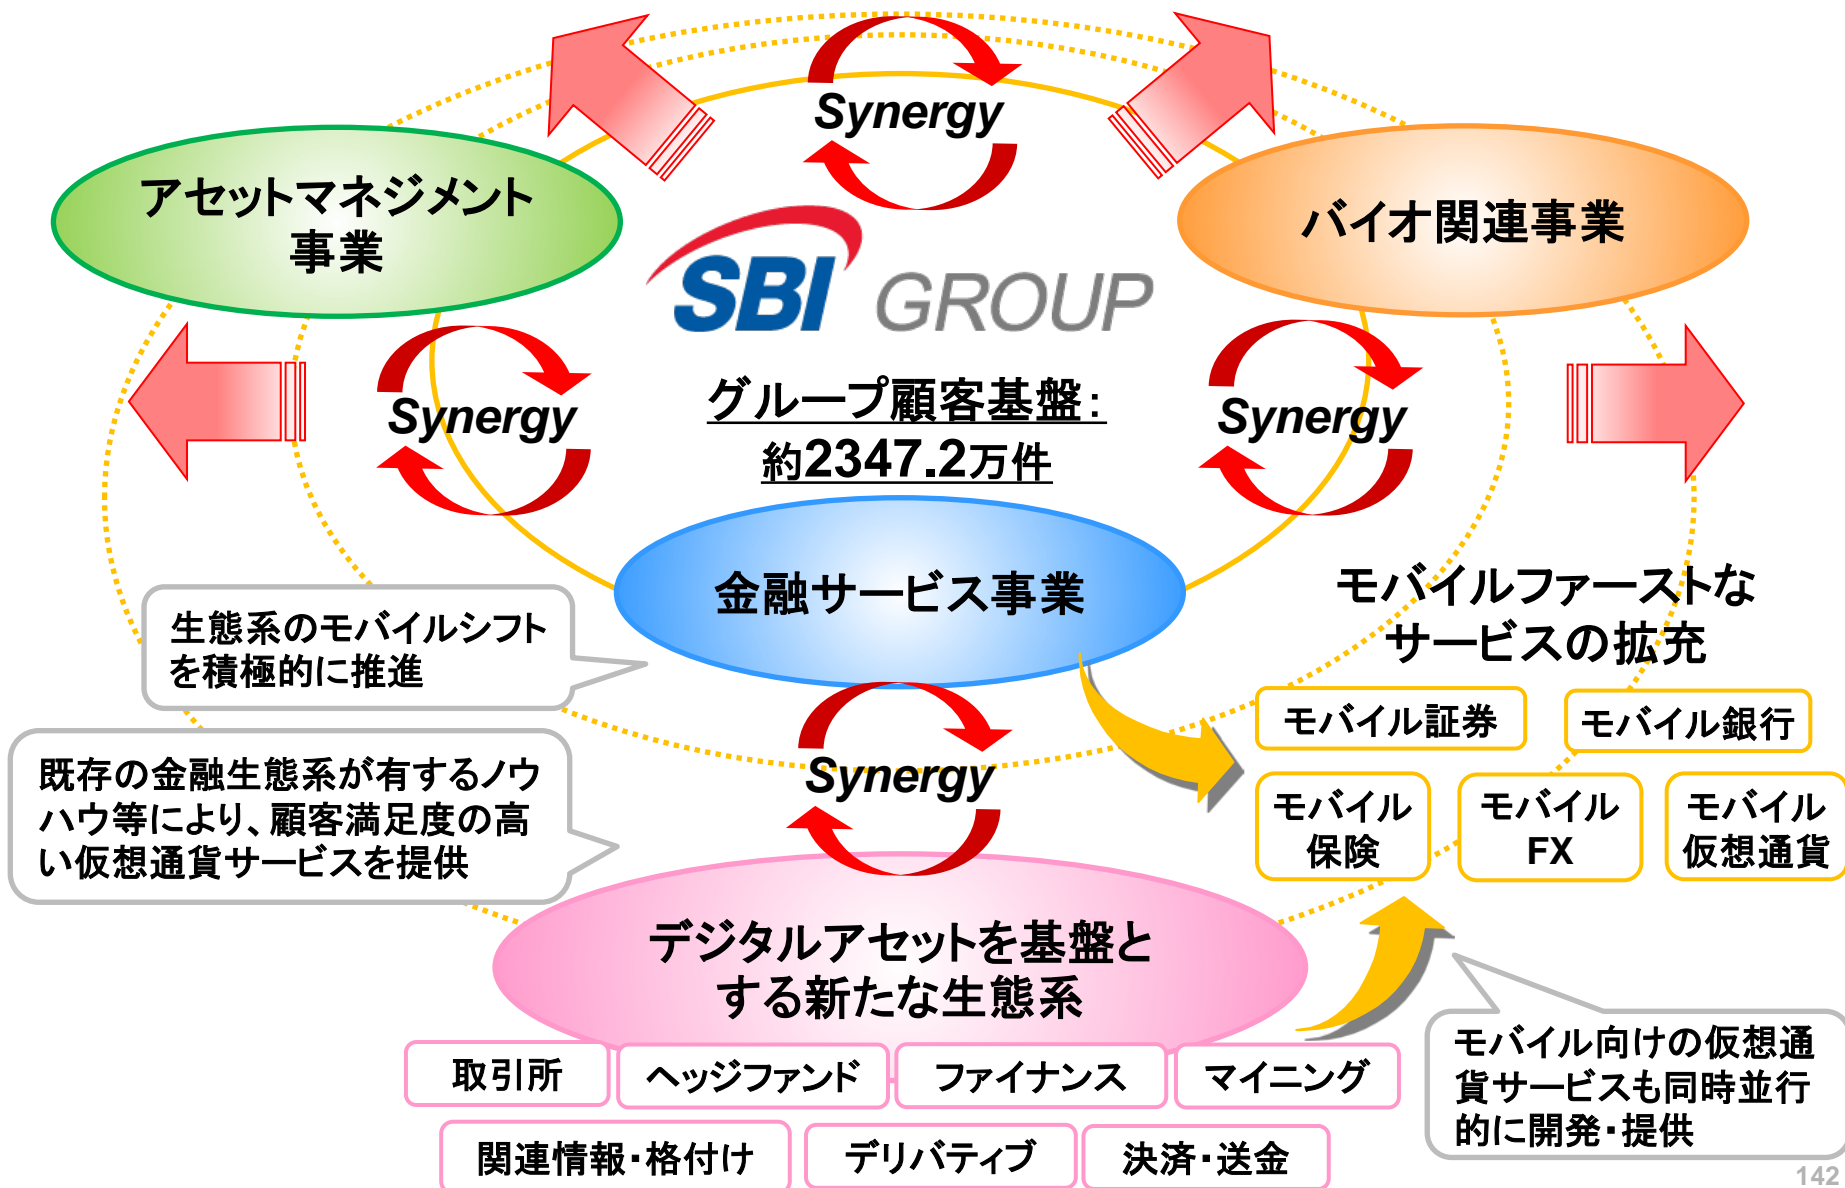 Synergy
アセットマネジメント
事業
バイオ関連事業
SBI GROUP
Synergy
グループ顧客基盤:
約2347.2万件
Synergy
金融サービス事業
モバイルファーストな
サービスの拡充
生態系のモバイルシフト
を積極的に推進
モバイル証券
モバイル銀行
Synergy
既存の金融生態系が有するノウ
ハウ等により、顧客満足度の高
い仮想通貨サービスを提供
モバイル
保険
モバイル
FX
モバイル
仮想通貨
デジタルアセットを基盤と
する新たな生態系
取引所
ヘッジファンド
ファイナンス
マイニング
モバイル向けの仮想通
貨サービスも同時並行
的に開発・提供
関連情報・格付け
デリバティブ
決済・送金
142